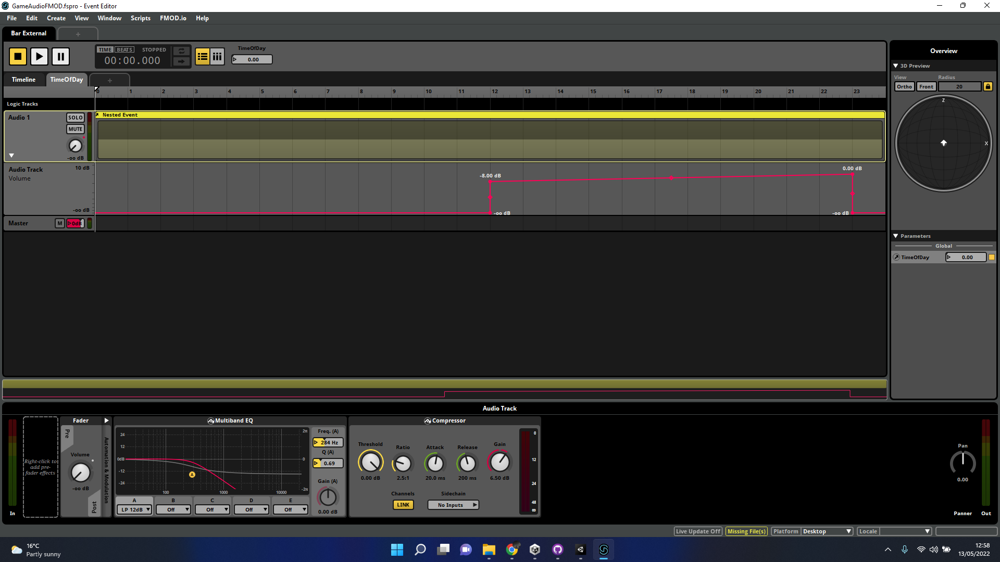 GameAudioFMOD.fspro - Event Editor
File Edit Create View Window Scripts FMOD.io Help
Bar External
+
TIME BEATS STOPPED
00:00.000
TimeOfDay
0.00
Timeline TimeOfDay +
0 1 2 3 4 5 6 7 8 9 10 11 12 13 14 15 16 17 18 19 20 21 22 23
Logic Tracks
Audio 1
SOLO
MUTE
-oo dB
Nested Event
Audio Track
Volume
10 dB
-oo dB
-8.00 dB
0.00 dB
-oo dB
-oo dB
Master M 0dB
Overview
3D Preview
View Radius
Ortho Front 20
Z
X
Parameters
Global
TimeOfDay 0.00
Audio Track
In
Right-click to
add pre-
fader effects
Fader
Pre
Volume
-oo dB
Post
Automation & Modulation
Multiband EQ
24
12
0dB
-12
-24
2π
0
-2π
A
100 1000 10000
Freq. (A)
284 Hz
Q (A)
0.69
Gain (A)
0.00 dB
A B C D E
LP 12dB Off Off Off Off
Compressor
Threshold Ratio Attack Release Gain
0.00 dB 2.5:1 20.0 ms 200 ms 6.50 dB
Channels Sidechain
LINK No Inputs
0
12
24
48
∞
Pan
0.00
Panner Out
Live Update Off Missing File(s) Platform Desktop Locale
16°C
Partly sunny
12:58
13/05/2022